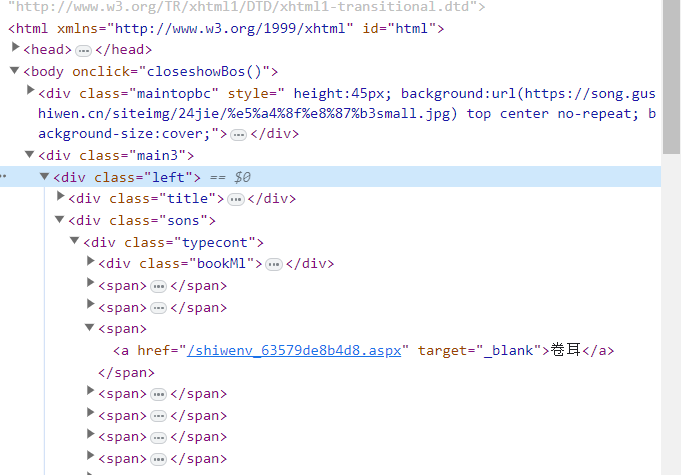 "http://www.w3.org/TR/xhtml1/DTD/xhtml1-transitional.dtd">
<html xmlns="http://www.w3.org/1999/xhtml" id="html">
<head>…</head>
<body onclick="closeshowBos()">
<div class="maintopbc" style=" height:45px; background:url(https://song.gus
hiwen.cn/siteimg/24jie/%e5%a4%8f%e8%87%b3small.jpg) top center no-repeat; b
ackground-size:cover;">…</div>
<div class="main3">
<div class="left"> == $0
<div class="title">…</div>
<div class="sons">
<div class="typecont">
<div class="bookMl">…</div>
<span>…</span>
<span>…</span>
<span>
<a href="/shiwenv_63579de8b4d8.aspx" target="_blank">卷耳</a>
</span>
<span>…</span>
<span>…</span>
<span>…</span>
<span>…</span>